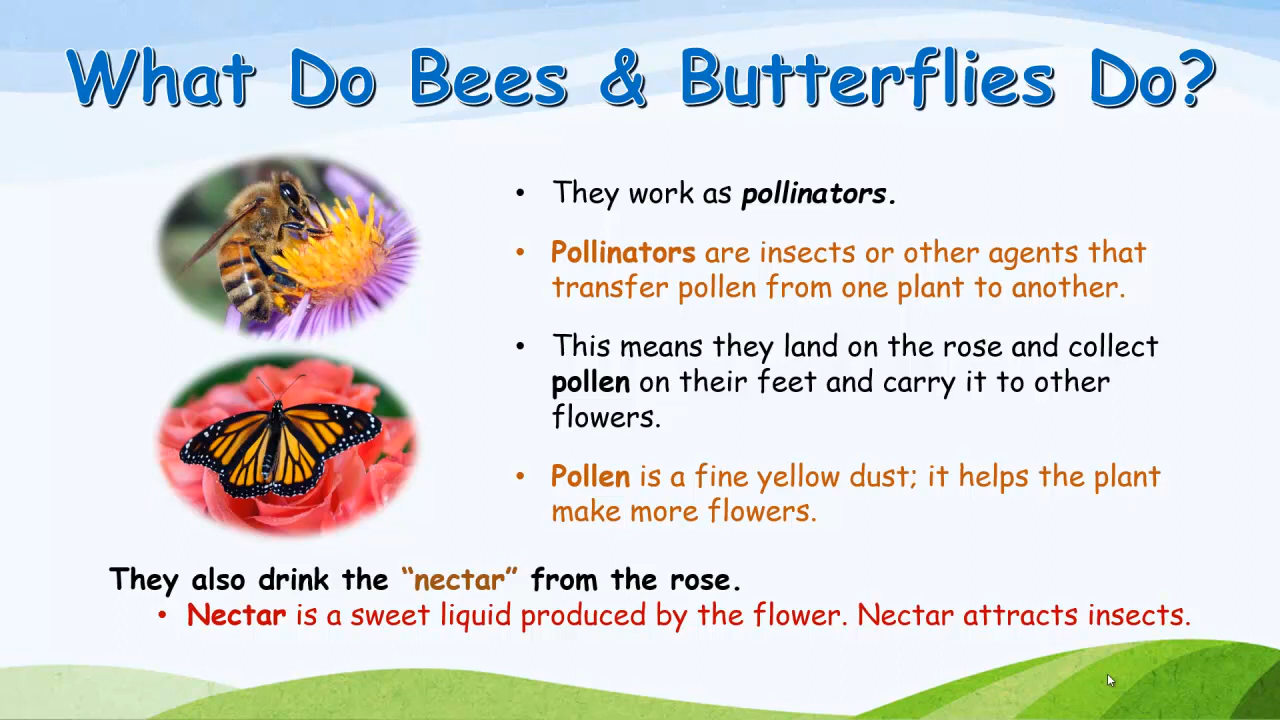 What Do Bees & Butterflies Do?
• They work as pollinators.
• Pollinators are insects or other agents that
transfer pollen from one plant to another.
• This means they land on the rose and collect
pollen on their feet and carry it to other
flowers.
• Pollen is a fine yellow dust; it helps the plant
make more flowers.
They also drink the “nectar” from the rose.
• Nectar is a sweet liquid produced by the flower. Nectar attracts insects.